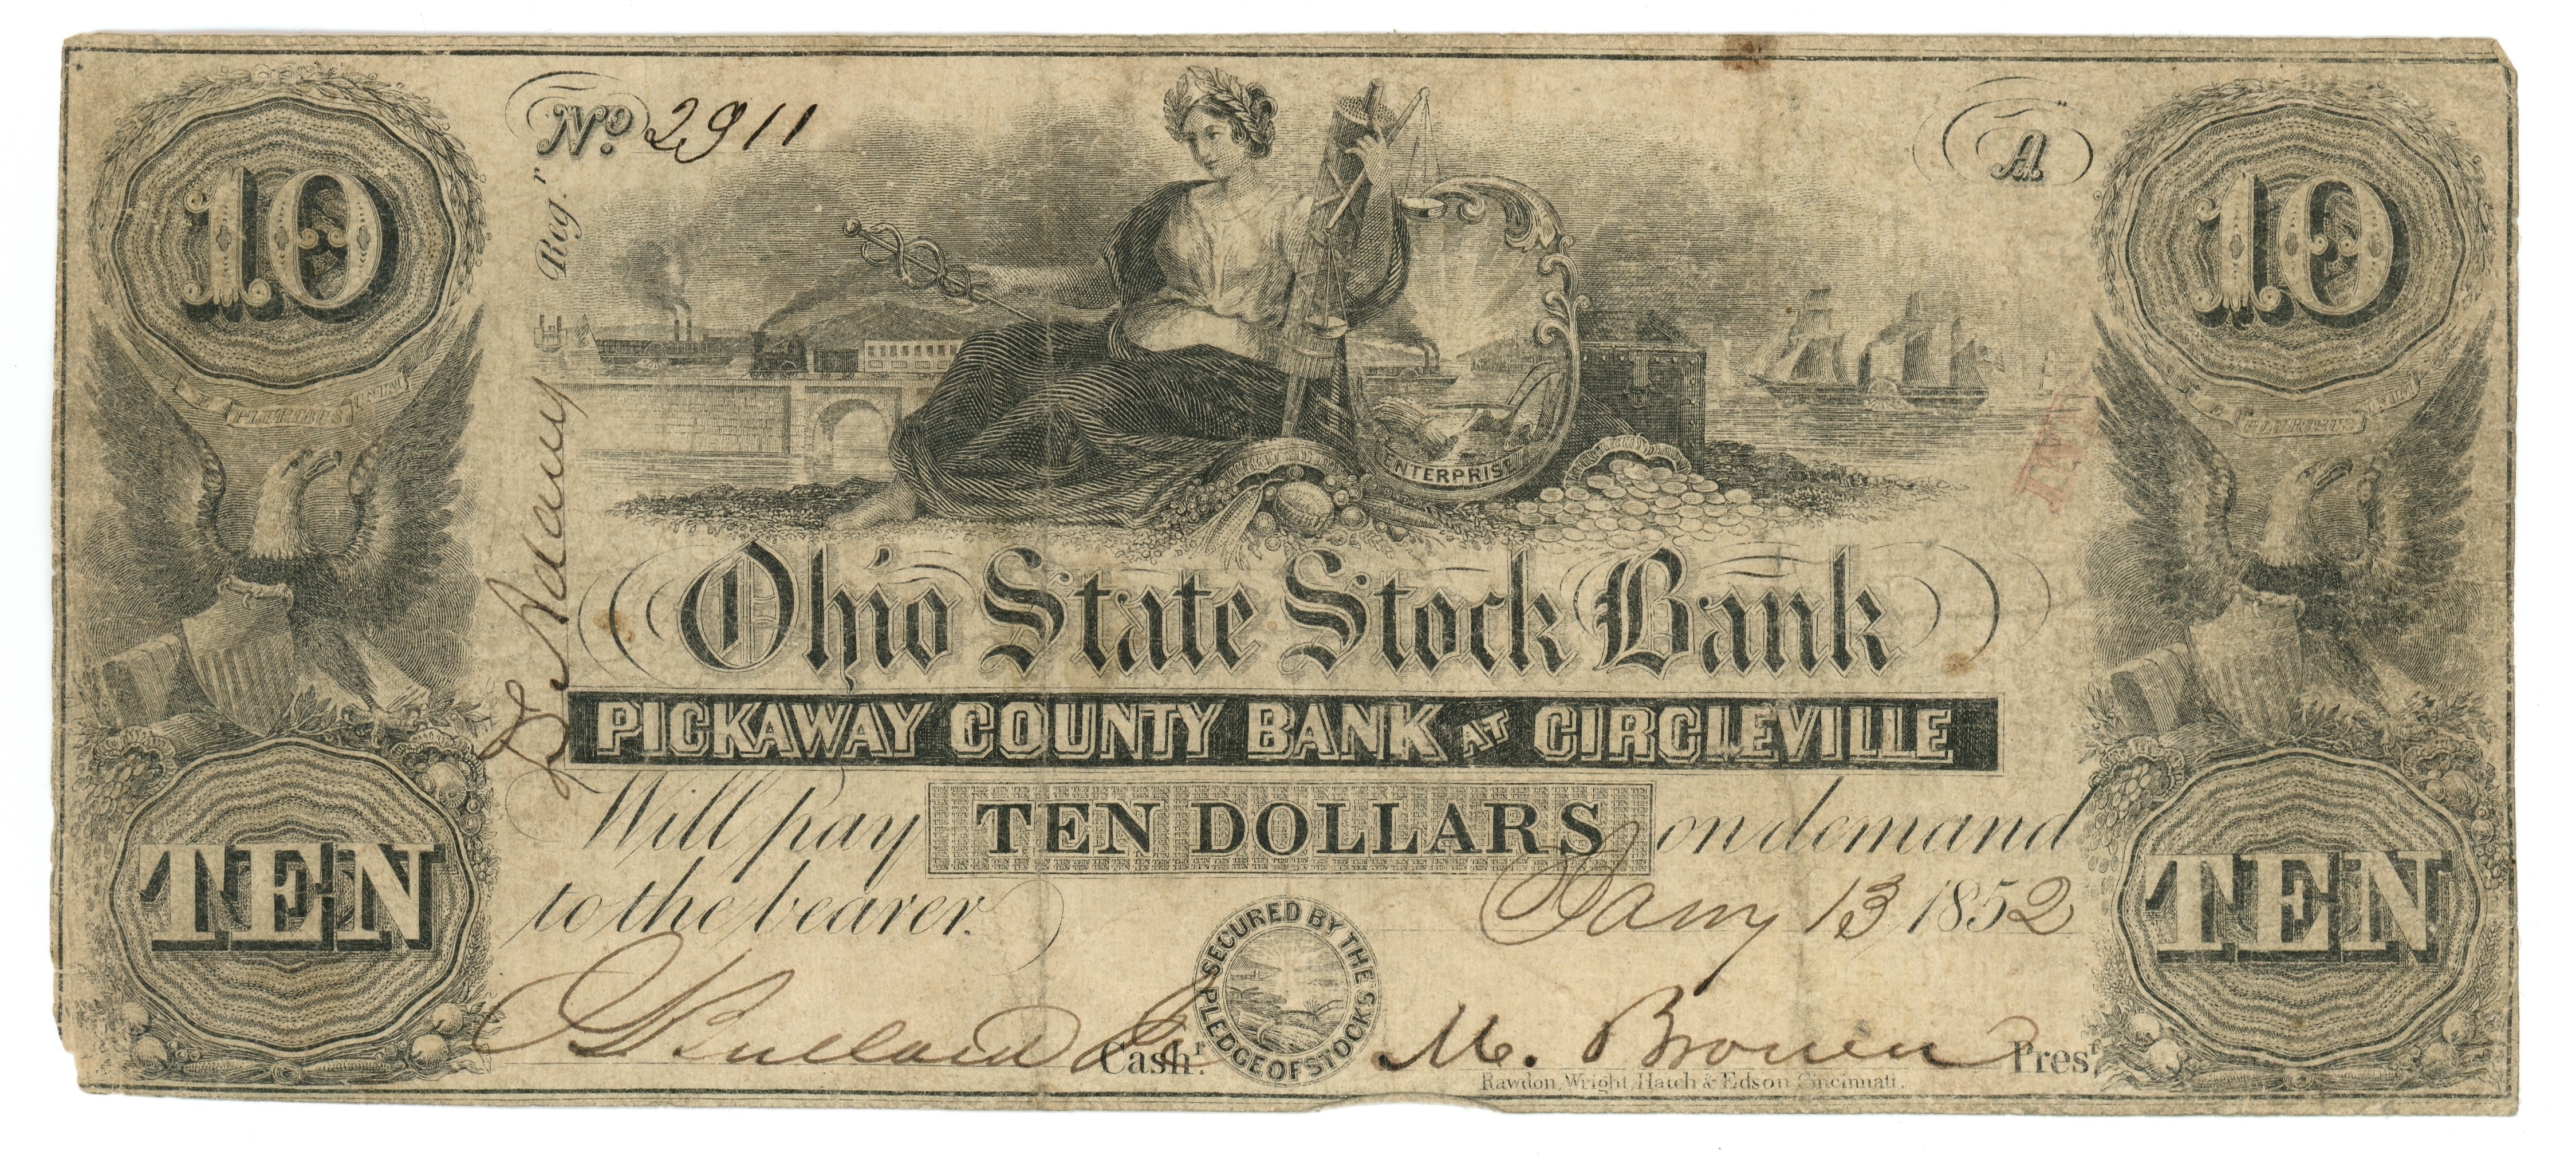 10
No. 2911
A
10
Reg.r
E PLURIBUS UNUM
E PLURIBUS UNUM
ENTERPRISE
Ohio State Stock Bank
PICKAWAY COUNTY BANK AT CIRCLEVILLE
Will pay TEN DOLLARS on demand
to the bearer.
Jany 13, 1852
TEN
TEN
SECURED BY THE PLEDGE OF STOCKS
Cash.r
M. Brown Pres.t
Rawdon, Wright, Hatch & Edson Cincinnati.